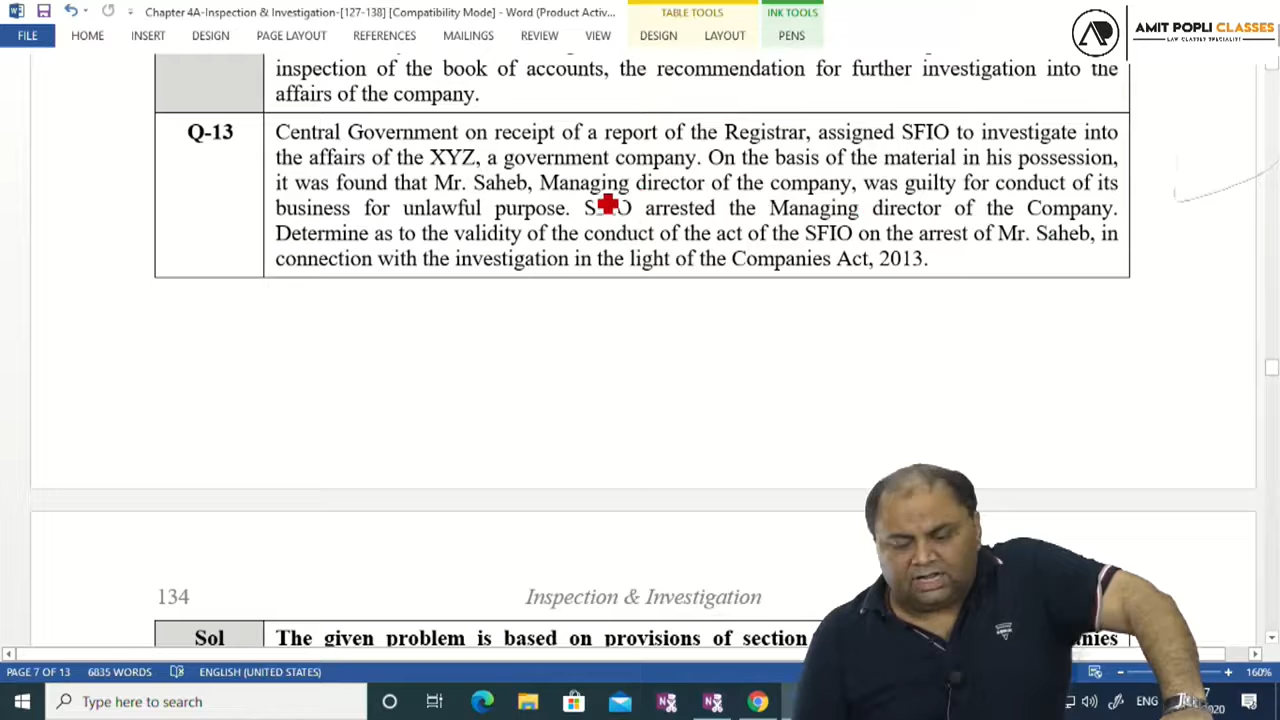 Chapter 4A-Inspection & Investigation-[127-138] [Compatibility Mode] - Word (Product Activ...
TABLE TOOLS
INK TOOLS
FILE
HOME
INSERT
DESIGN
PAGE LAYOUT
REFERENCES
MAILINGS
REVIEW
VIEW
DESIGN
LAYOUT
PENS
AMIT POPLI CLASSES
LAW CLASSES SPECIALIST
inspection of the book of accounts, the recommendation for further investigation into the
affairs of the company.
Q-13
Central Government on receipt of a report of the Registrar, assigned SFIO to investigate into
the affairs of the XYZ, a government company. On the basis of the material in his possession,
it was found that Mr. Saheb, Managing director of the company, was guilty for conduct of its
business for unlawful purpose. SFIO arrested the Managing director of the Company.
Determine as to the validity of the conduct of the act of the SFIO on the arrest of Mr. Saheb, in
connection with the investigation in the light of the Companies Act, 2013.
134
Inspection & Investigation
Sol
The given problem is based on provisions of section
PAGE 7 OF 13
6835 WORDS
ENGLISH (UNITED STATES)
160%
Type here to search
ENG